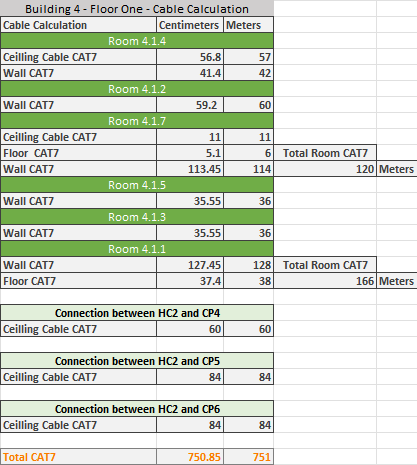 Building 4 - Floor One - Cable Calculation
Cable Calculation Centimeters Meters
Room 4.1.4
Ceilling Cable CAT7 56.8 57
Wall CAT7 41.4 42
Room 4.1.2
Wall CAT7 59.2 60
Room 4.1.7
Ceilling Cable CAT7 11 11
Floor CAT7 5.1 6 Total Room CAT7
Wall CAT7 113.45 114 120 Meters
Room 4.1.5
Wall CAT7 35.55 36
Room 4.1.3
Wall CAT7 35.55 36
Room 4.1.1
Wall CAT7 127.45 128 Total Room CAT7
Floor CAT7 37.4 38 166 Meters
Connection between HC2 and CP4
Ceilling Cable CAT7 60 60
Connection between HC2 and CP5
Ceilling Cable CAT7 84 84
Connection between HC2 and CP6
Ceilling Cable CAT7 84 84
Total CAT7 750.85 751